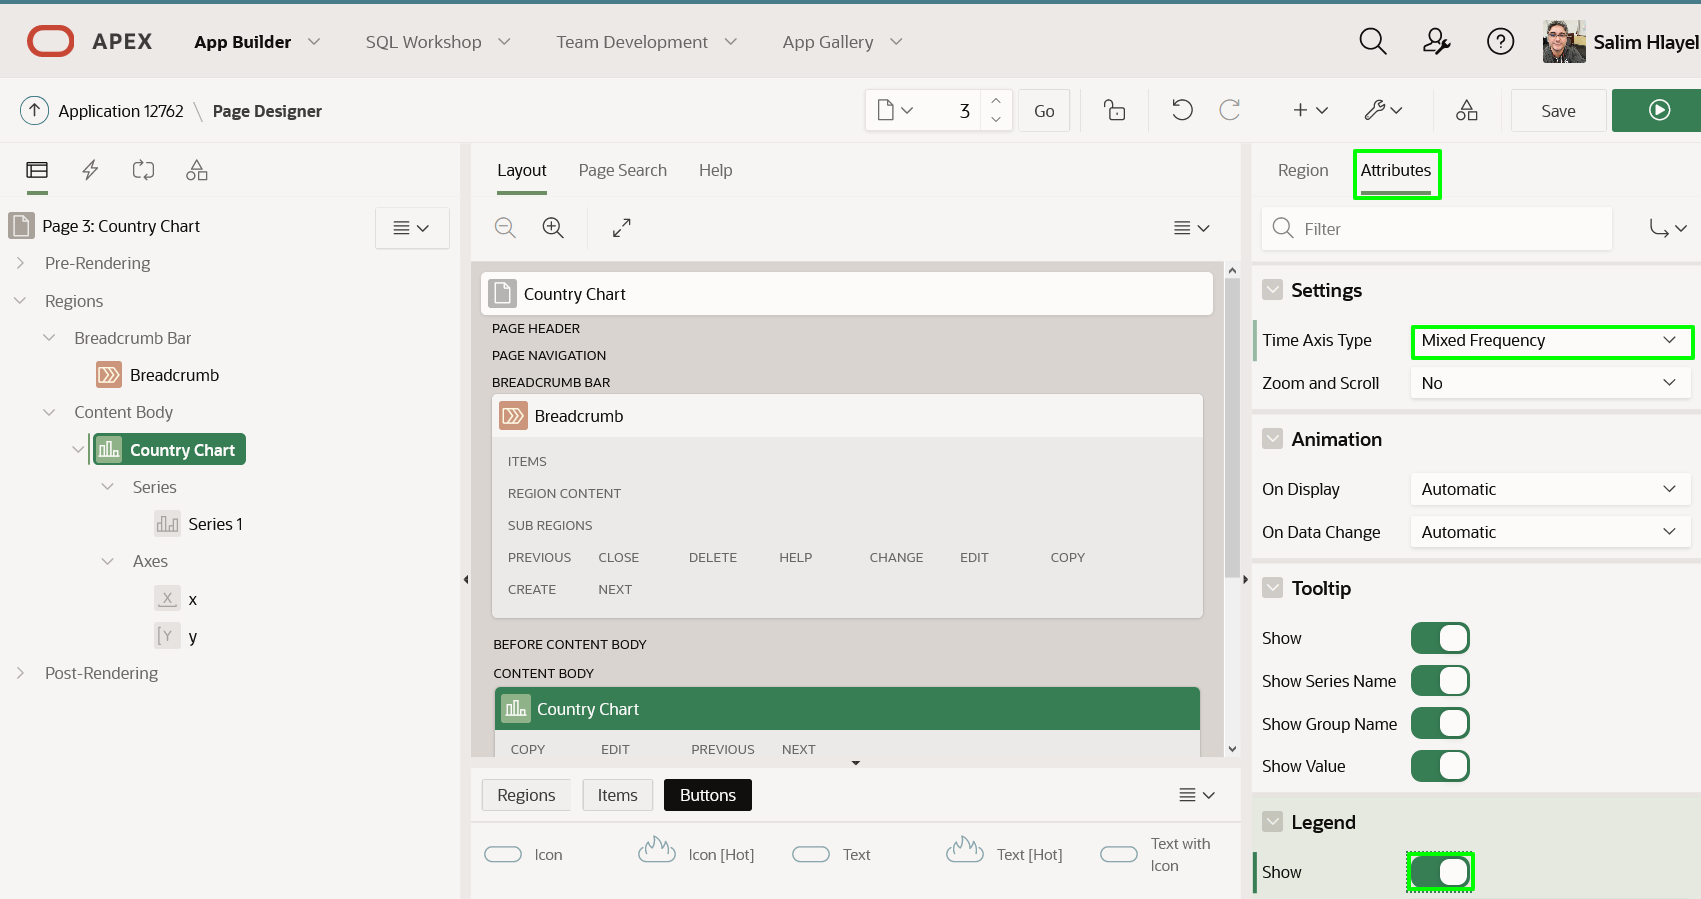 APEX
App Builder
SQL Workshop
Team Development
App Gallery
Salim Hlayel
Application 12762 \ Page Designer
3
Go
Save
Page 3: Country Chart
Pre-Rendering
Regions
Breadcrumb Bar
Breadcrumb
Content Body
Country Chart
Series
Series 1
Axes
X
x
Y
y
Post-Rendering
Layout
Page Search
Help
Country Chart
PAGE HEADER
PAGE NAVIGATION
BREADCRUMB BAR
Breadcrumb
ITEMS
REGION CONTENT
SUB REGIONS
PREVIOUS CLOSE DELETE HELP CHANGE EDIT COPY
CREATE NEXT
BEFORE CONTENT BODY
CONTENT BODY
Country Chart
COPY EDIT PREVIOUS NEXT
Regions
Items
Buttons
Icon
Icon [Hot]
Text
Text [Hot]
Text with
Icon
Region
Attributes
Filter
Settings
Time Axis Type Mixed Frequency
Zoom and Scroll No
Animation
On Display Automatic
On Data Change Automatic
Tooltip
Show
Show Series Name
Show Group Name
Show Value
Legend
Show